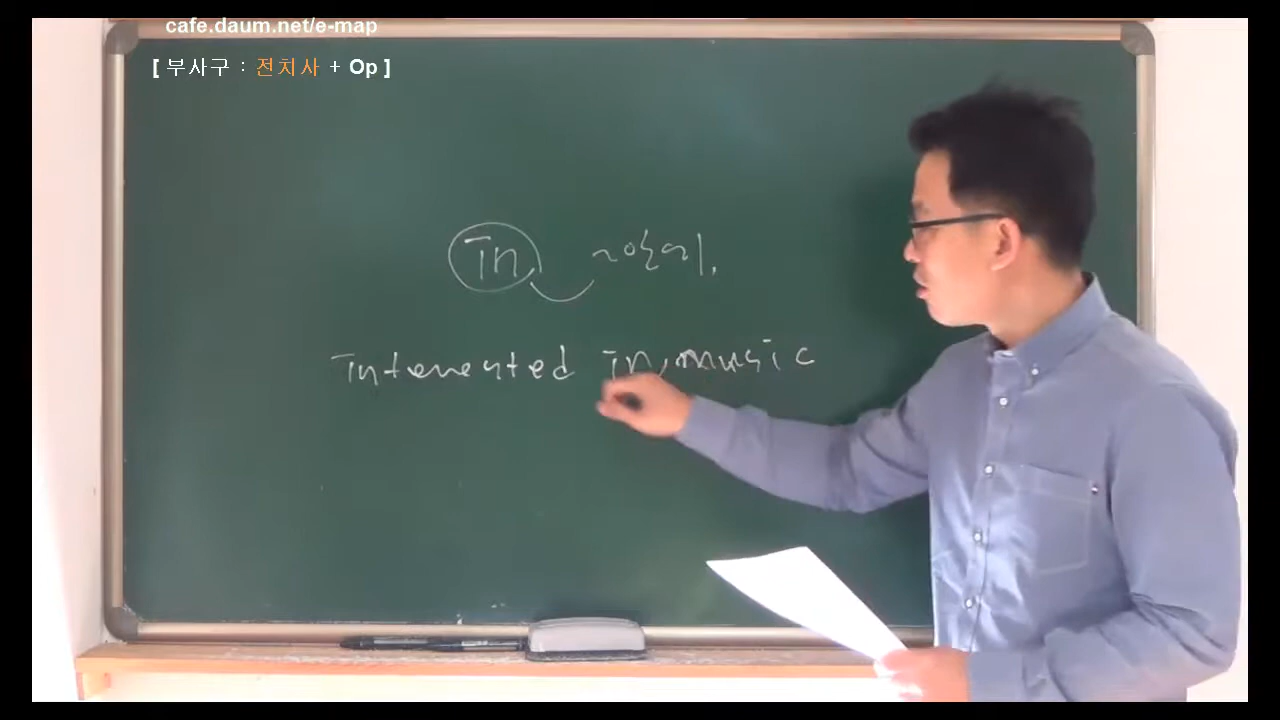 cafe.daum.net/e-map
[ 부사구 : 전치사 + Op ]
in ~안에.
interested in music